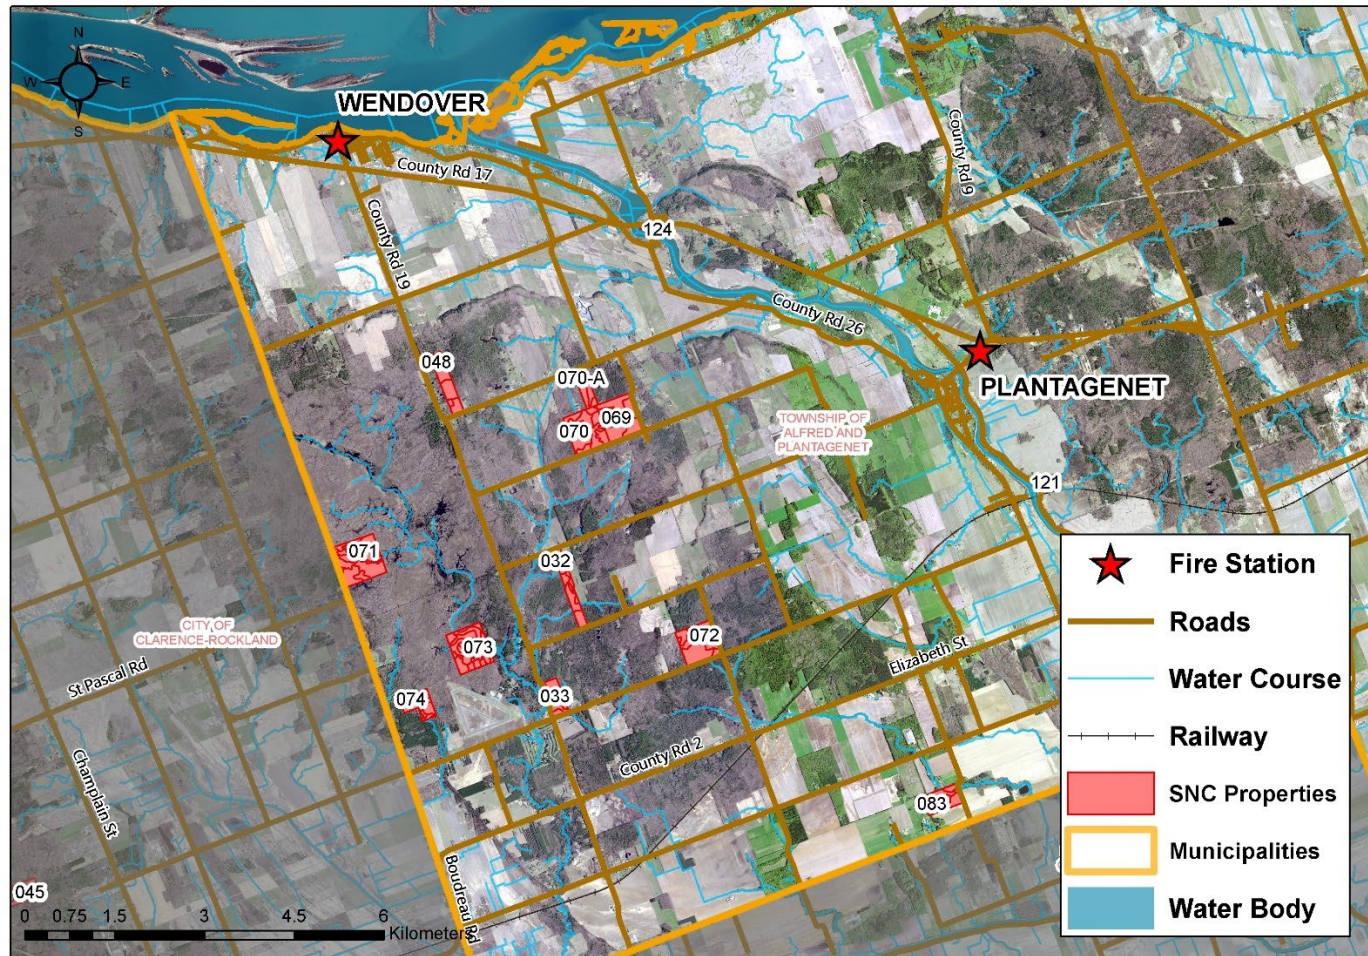 N
W
E
S
WENDOVER
County Rd 17
County Rd 9
County Rd 19
124
County Rd 26
048
070-A
069
070
PLANTAGENET
TOWNSHIP OF
ALFRED AND
PLANTAGENET
121
071
032
CITY OF
CLARENCE-ROCKLAND
073
072
St Pascal Rd
Elizabeth St
074
033
County Rd 2
Champlain St
083
Boudreau Rd
045
0 0.75 1.5 3 4.5 6
Kilometers
Fire Station
Roads
Water Course
Railway
SNC Properties
Municipalities
Water Body